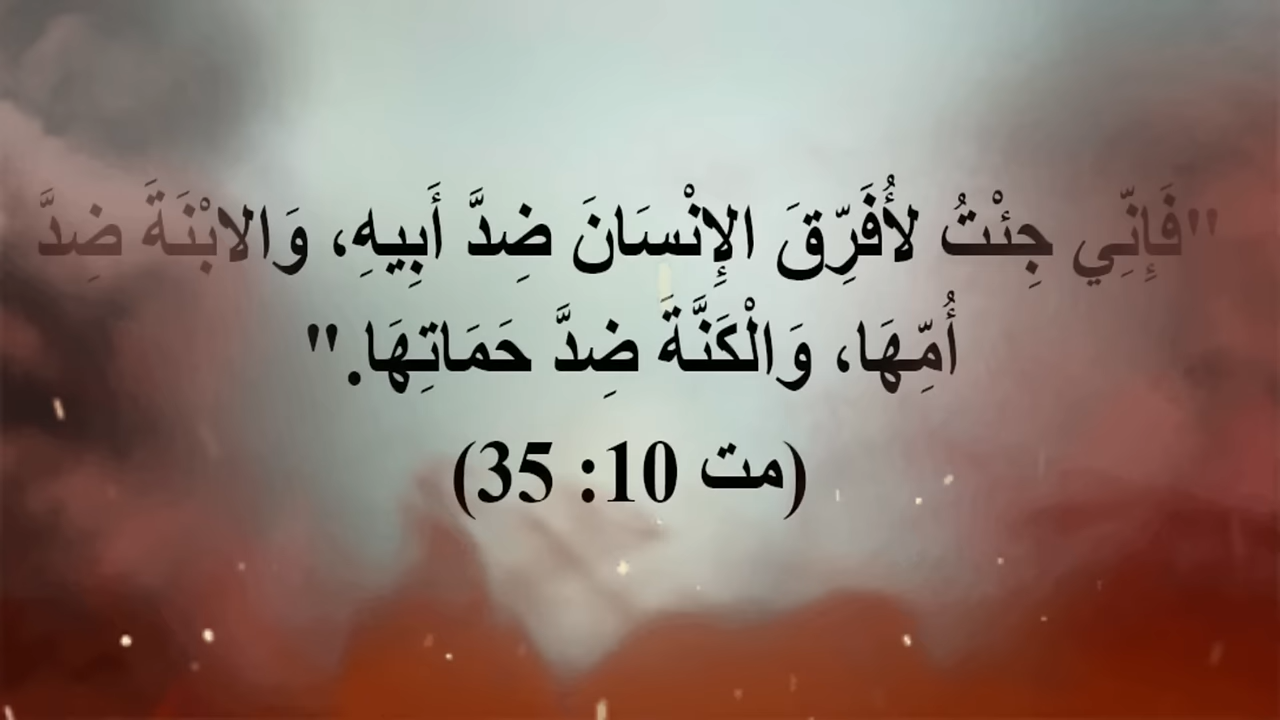 "فَإِنِّي جِئْتُ لأُفَرِّقَ الإِنْسَانَ ضِدَّ أَبِيهِ، وَالابْنَةَ ضِدَّ
أُمِّهَا، وَالْكَنَّةَ ضِدَّ حَمَاتِهَا."
(مت 10: 35)